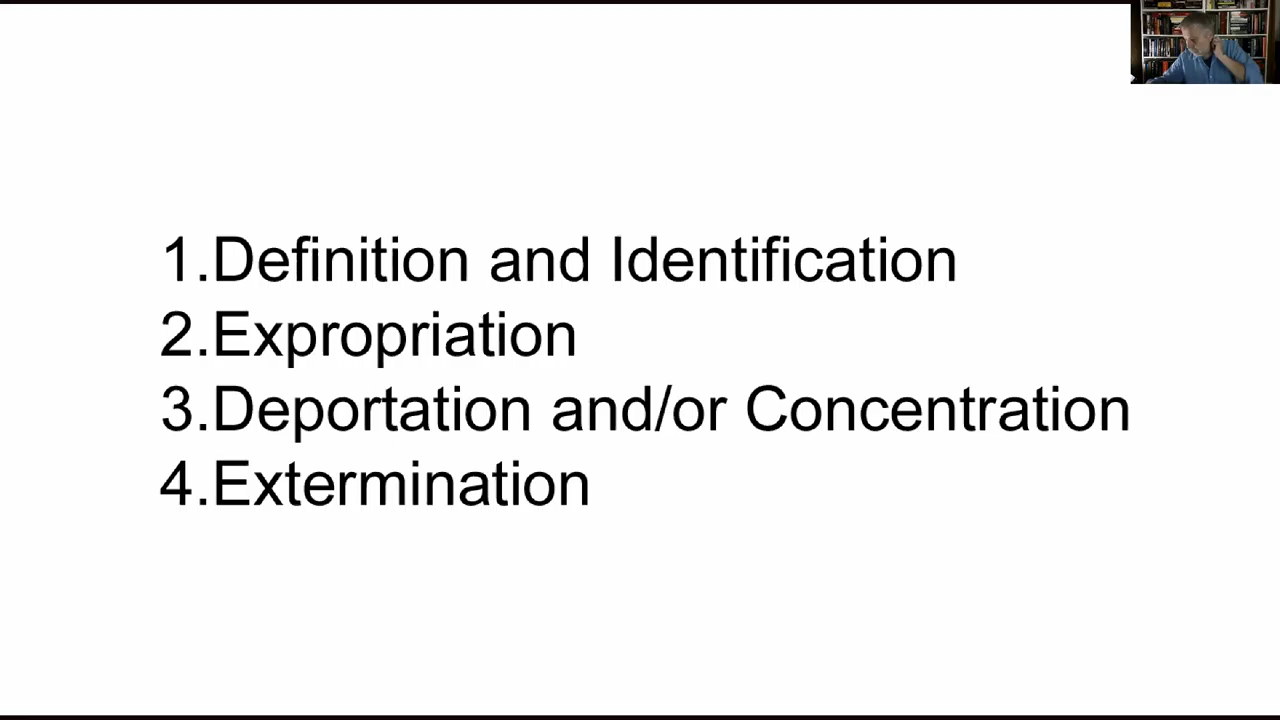 1.Definition and Identification
2.Expropriation
3.Deportation and/or Concentration
4.Extermination